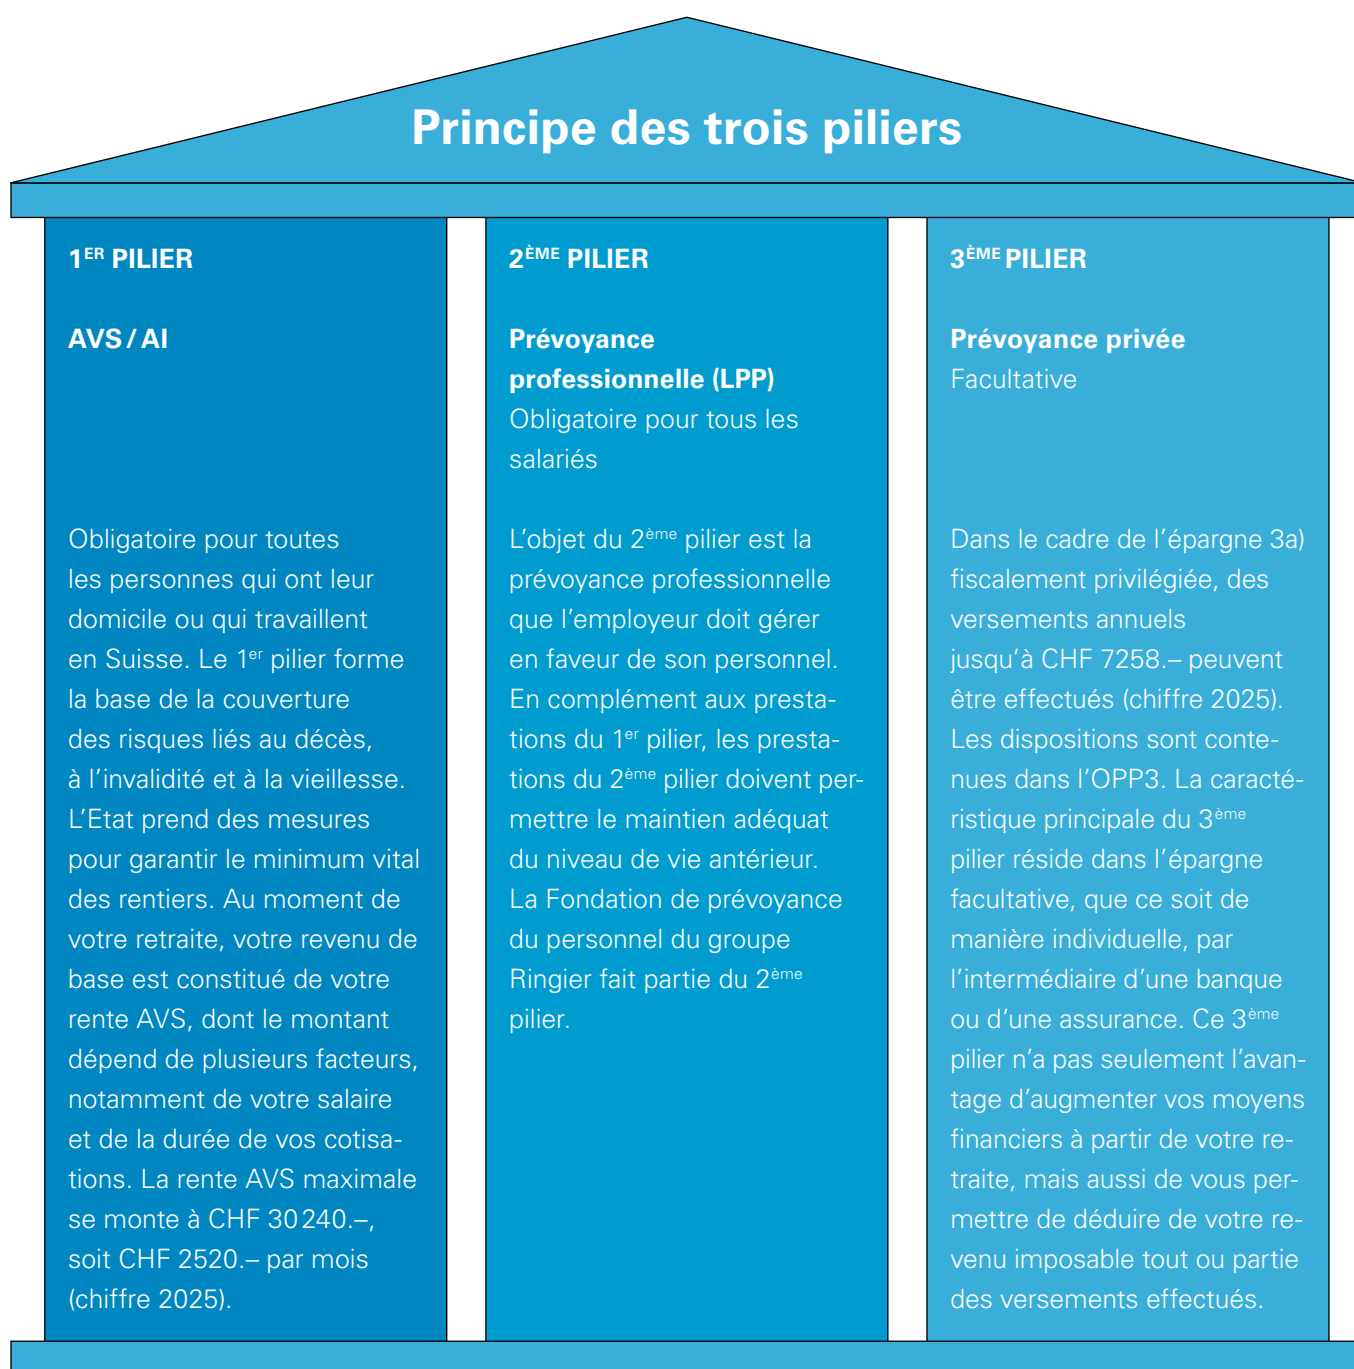 Principe des trois piliers
1ER PILIER
AVS / AI
Obligatoire pour toutes
les personnes qui ont leur
domicile ou qui travaillent
en Suisse. Le 1er pilier forme
la base de la couverture
des risques liés au décès,
à l’invalidité et à la vieillesse.
L’Etat prend des mesures
pour garantir le minimum vital
des rentiers. Au moment de
votre retraite, votre revenu de
base est constitué de votre
rente AVS, dont le montant
dépend de plusieurs facteurs,
notamment de votre salaire
et de la durée de vos cotisa-
tions. La rente AVS maximale
se monte à CHF 30 240.–,
soit CHF 2520.– par mois
(chiffre 2025).
2ÈME PILIER
Prévoyance
professionnelle (LPP)
Obligatoire pour tous les
salariés
L’objet du 2ème pilier est la
prévoyance professionnelle
que l’employeur doit gérer
en faveur de son personnel.
En complément aux presta-
tions du 1er pilier, les presta-
tions du 2ème pilier doivent per-
mettre le maintien adéquat
du niveau de vie antérieur.
La Fondation de prévoyance
du personnel du groupe
Ringier fait partie du 2ème
pilier.
3ÈME PILIER
Prévoyance privée
Facultative
Dans le cadre de l’épargne 3a)
fiscalement privilégiée, des
versements annuels
jusqu’à CHF 7258.– peuvent
être effectués (chiffre 2025).
Les dispositions sont conte-
nues dans l’OPP3. La caracté-
ristique principale du 3ème
pilier réside dans l’épargne
facultative, que ce soit de
manière individuelle, par
l’intermédiaire d’une banque
ou d’une assurance. Ce 3ème
pilier n’a pas seulement l’avan-
tage d’augmenter vos moyens
financiers à partir de votre re-
traite, mais aussi de vous per-
mettre de déduire de votre re-
venu imposable tout ou partie
des versements effectués.